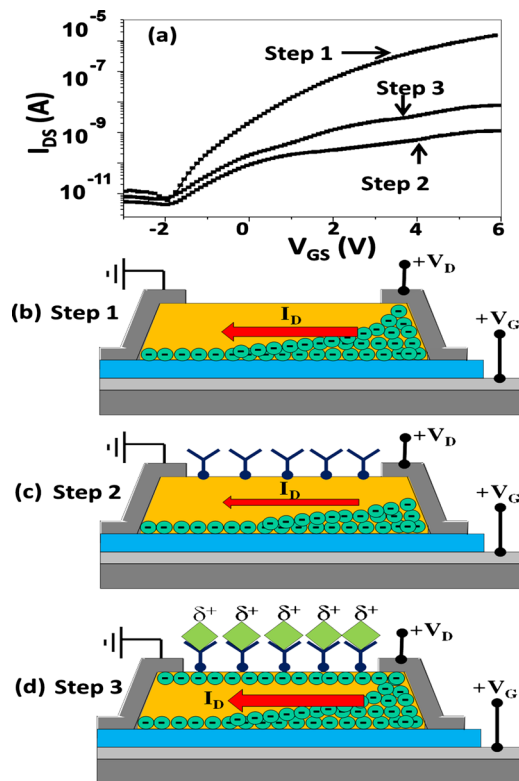 (a)
Step 1
Step 3
Step 2
10⁻⁵
10⁻⁷
10⁻⁹
10⁻¹¹
I_DS (A)
-2 0 2 4 6
V_GS (V)
+V_D
(b) Step 1
I_D
+V_G
+V_D
(c) Step 2
I_D
+V_G
δ⁺ δ⁺ δ⁺ δ⁺ δ⁺
+V_D
(d) Step 3
I_D
+V_G